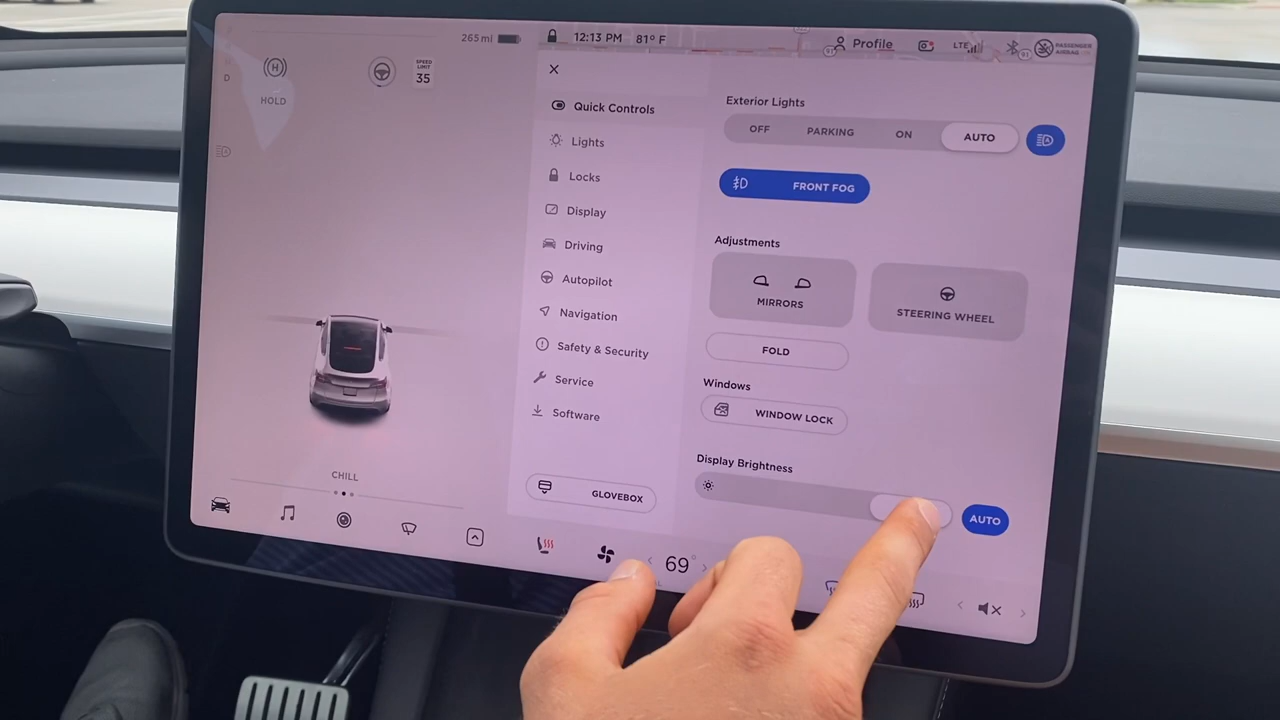 265 mi
12:13 PM 81° F
Profile
LTE
PASSENGER
AIRBAG
D
HOLD
SPEED
LIMIT
35
CHILL
Quick Controls
Lights
Locks
Display
Driving
Autopilot
Navigation
Safety & Security
Service
Software
GLOVEBOX
Exterior Lights
OFF PARKING ON AUTO
FRONT FOG
Adjustments
MIRRORS
STEERING WHEEL
FOLD
Windows
WINDOW LOCK
Display Brightness
AUTO
69°